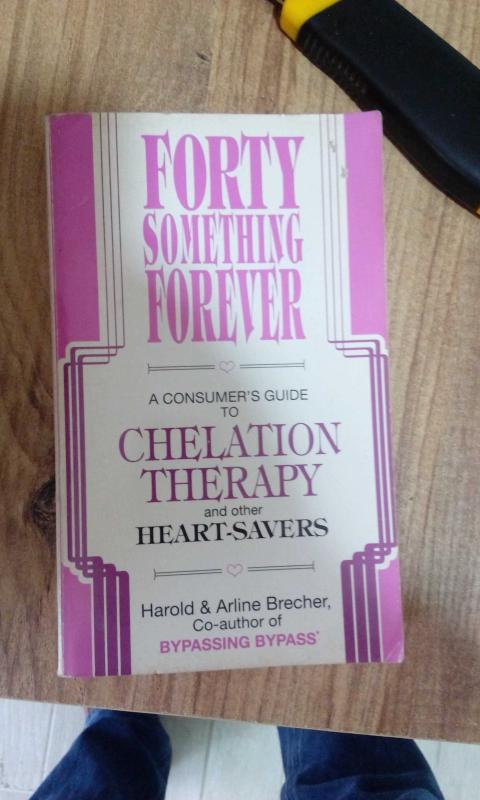 FORTY
SOMETHING
FOREVER
A CONSUMER'S GUIDE
TO
CHELATION
THERAPY
and other
HEART-SAVERS
Harold & Arline Brecher,
Co-author of
BYPASSING BYPASS*